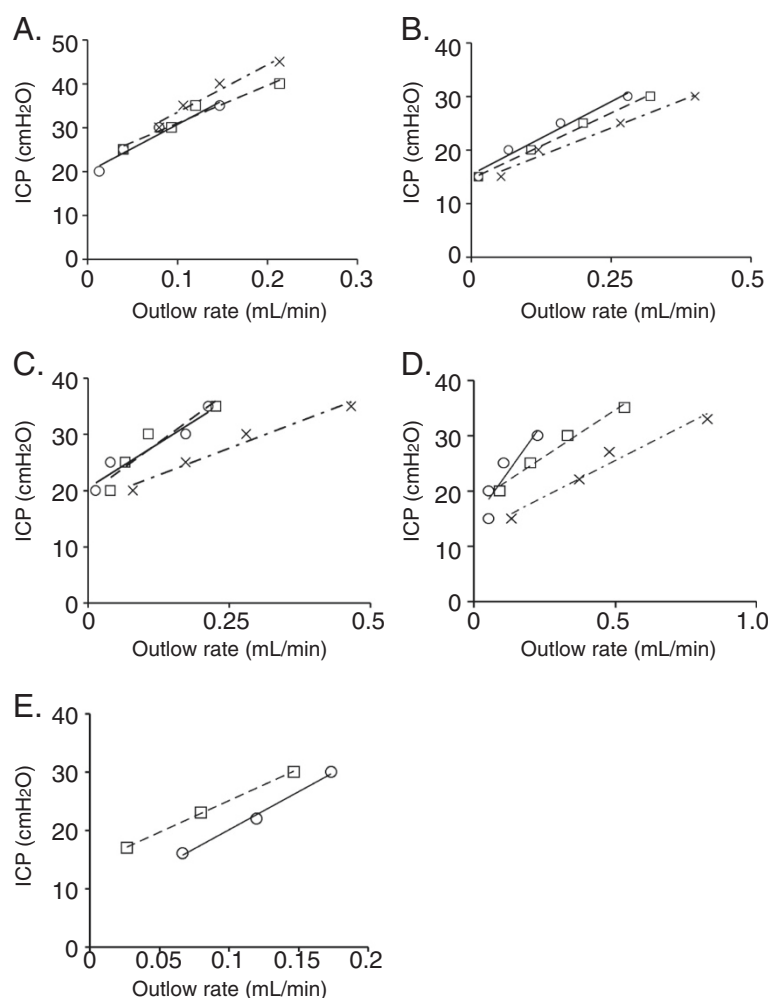 A.
50
40
30
20
10
0
ICP (cmH2O)
0 0.1 0.2 0.3
Outlow rate (mL/min)
B.
40
30
20
10
0
ICP (cmH2O)
0 0.25 0.5
Outlow rate (mL/min)
C.
40
30
20
10
0
ICP (cmH2O)
0 0.25 0.5
Outlow rate (mL/min)
D.
40
30
20
10
0
ICP (cmH2O)
0 0.5 1.0
Outlow rate (mL/min)
E.
40
30
20
10
0
ICP (cmH2O)
0 0.05 0.1 0.15 0.2
Outlow rate (mL/min)